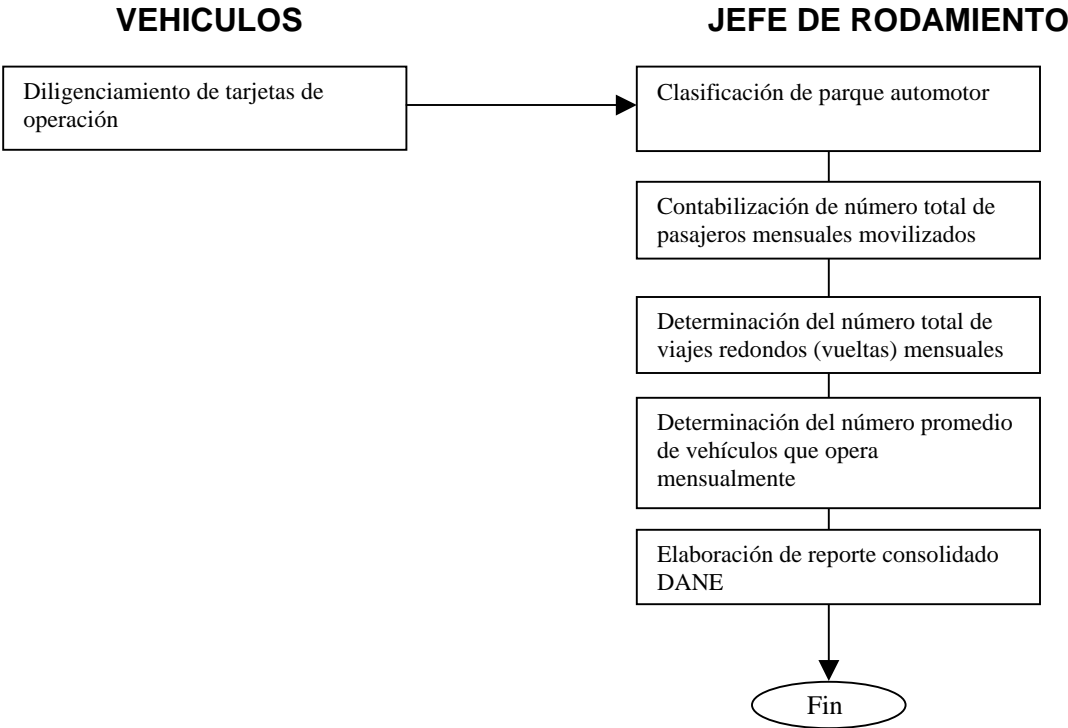 VEHICULOS
JEFE DE RODAMIENTO
Diligenciamiento de tarjetas de
operación
Clasificación de parque automotor
Contabilización de número total de
pasajeros mensuales movilizados
Determinación del número total de
viajes redondos (vueltas) mensuales
Determinación del número promedio
de vehículos que opera
mensualmente
Elaboración de reporte consolidado
DANE
Fin